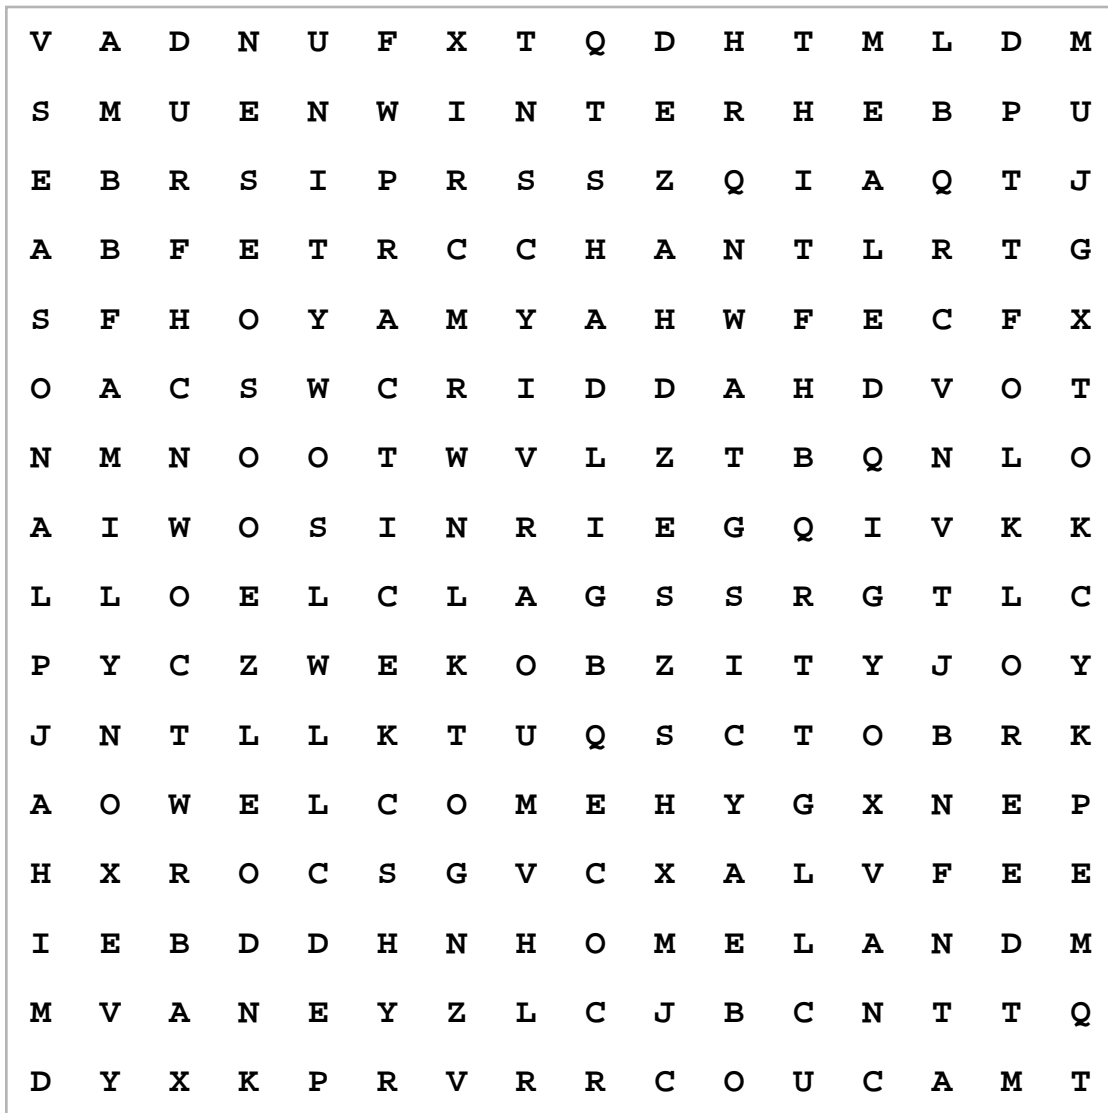 V A D N U F X T Q D H T M L D M
S M U E N W I N T E R H E B P U
E B R S I P R S S Z Q I A Q T J
A B F E T R C C H A N T L R T G
S F H O Y A M Y A H W F E C F X
O A C S W C R I D D A H D V O T
N M N O O T W V L Z T B Q N L O
A I W O S I N R I E G Q I V K K
L L O E L C L A G S S R G T L C
P Y C Z W E K O B Z I T Y J O Y
J N T L L K T U Q S C T O B R K
A O W E L C O M E H Y G X N E P
H X R O C S G V C X A L V F E E
I E B D D H N H O M E L A N D M
M V A N E Y Z L C J B C N T T Q
D Y X K P R V R R C O U C A M T